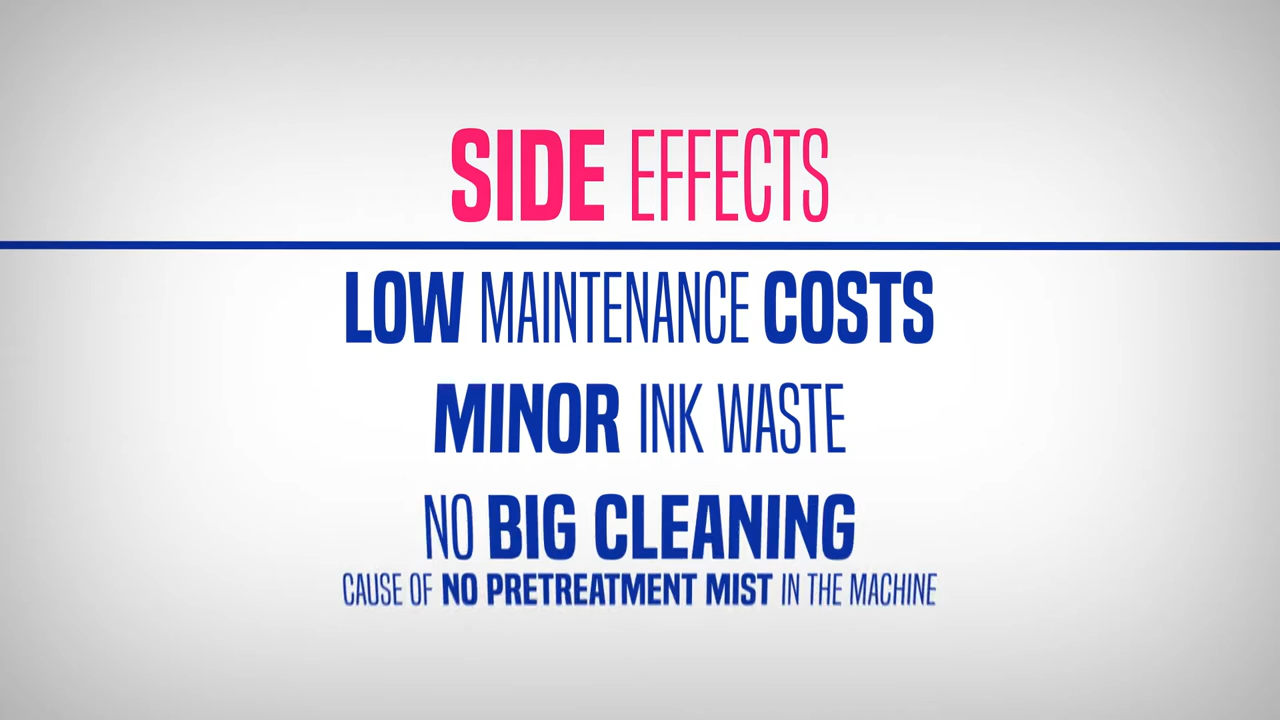 SIDE EFFECTS
LOW MAINTENANCE COSTS
MINOR INK WASTE
NO BIG CLEANING
CAUSE OF NO PRETREATMENT MIST IN THE MACHINE